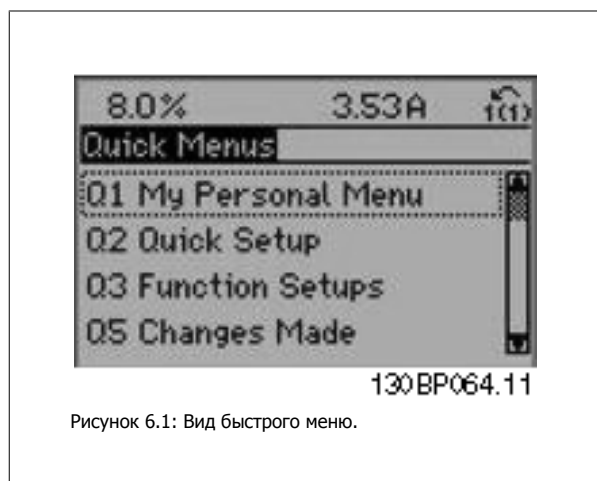 8.0% 3.53A 1(1)
Quick Menus
Q1 My Personal Menu
Q2 Quick Setup
Q3 Function Setups
Q5 Changes Made
130BP064.11
Рисунок 6.1: Вид быстрого меню.